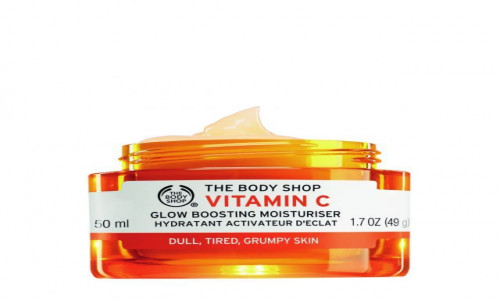 THE BODY SHOP
VITAMIN C
GLOW BOOSTING MOISTURISER
HYDRATANT ACTIVATEUR D'ECLAT
50 ml
1.7 OZ (49 g)
DULL, TIRED, GRUMPY SKIN
THE
BODY
SHOP
®